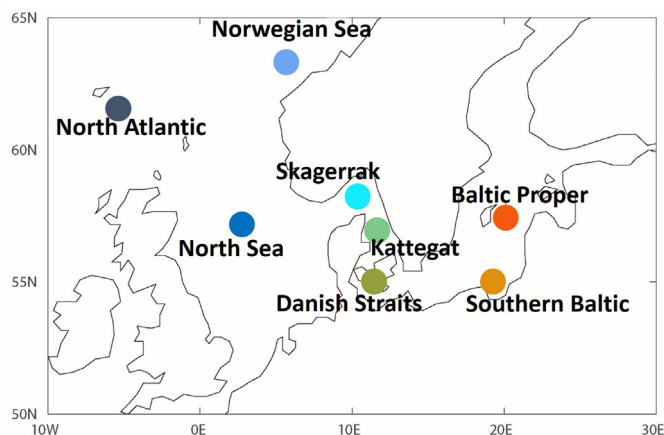 65N
Norwegian Sea
North Atlantic
60N
Skagerrak
Baltic Proper
North Sea
Kattegat
55N
Danish Straits
Southern Baltic
50N
10W
0E
10E
20E
30E